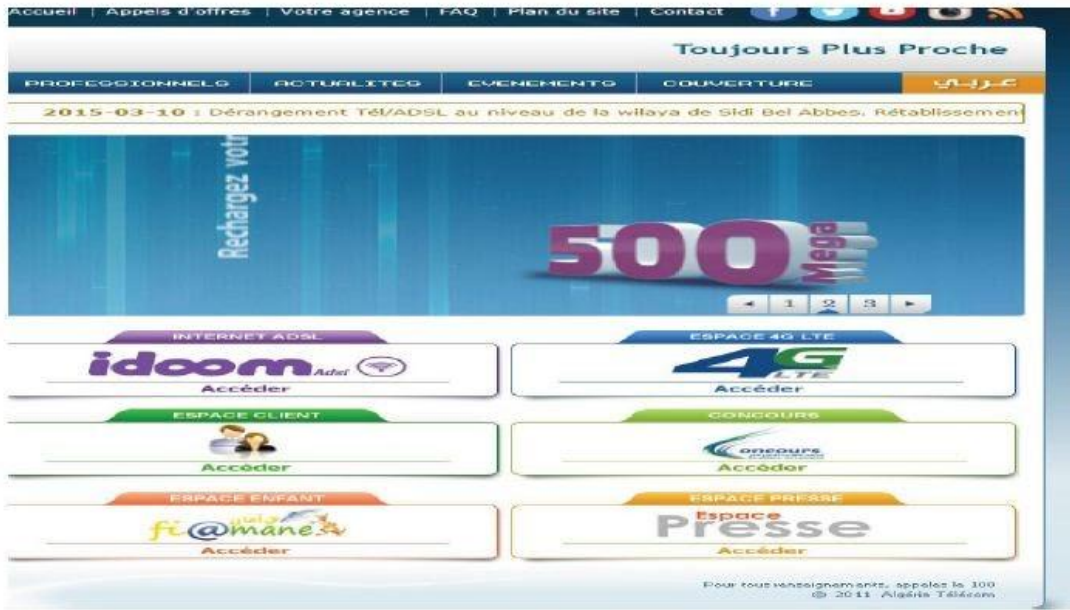 Accueil | Appels d'offres | Votre agence | FAQ | Plan du site | Contact
Toujours Plus Proche
PROFESSIONNELS ACTUALITES EVENEMENTS COUVERTURE عربي
2015-03-10 : Dérangement Tél/ADSL au niveau de la wilaya de Sidi Bel Abbes. Rétablissement
Rechargez votr
500 Mega
1 2 3
INTERNET ADSL
idoom Adsl
Accéder
ESPACE 4G LTE
4G LTE
Accéder
ESPACE CLIENT
Accéder
CONCOURS
Concours
Accéder
ESPACE ENFANT
fi@mane
Accéder
ESPACE PRESSE
Espace
Presse
Accéder
Pour tous renseignements, appelez le 100
© 2011 Algérie Télécom